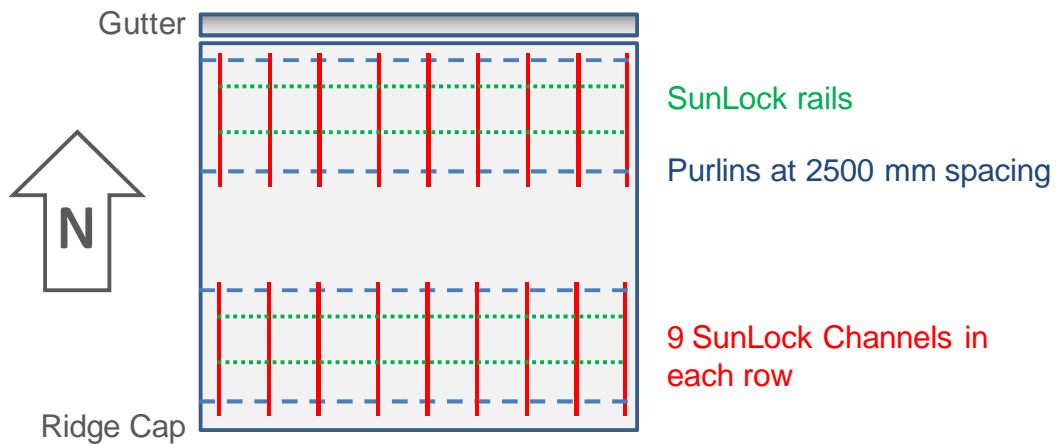 Gutter
SunLock rails
Purlins at 2500 mm spacing
N
9 SunLock Channels in
each row
Ridge Cap